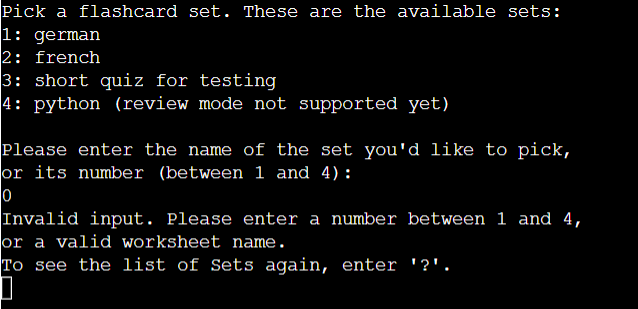 Pick a flashcard set. These are the available sets:
1: german
2: french
3: short quiz for testing
4: python (review mode not supported yet)
Please enter the name of the set you'd like to pick,
or its number (between 1 and 4):
0
Invalid input. Please enter a number between 1 and 4,
or a valid worksheet name.
To see the list of Sets again, enter '?'.